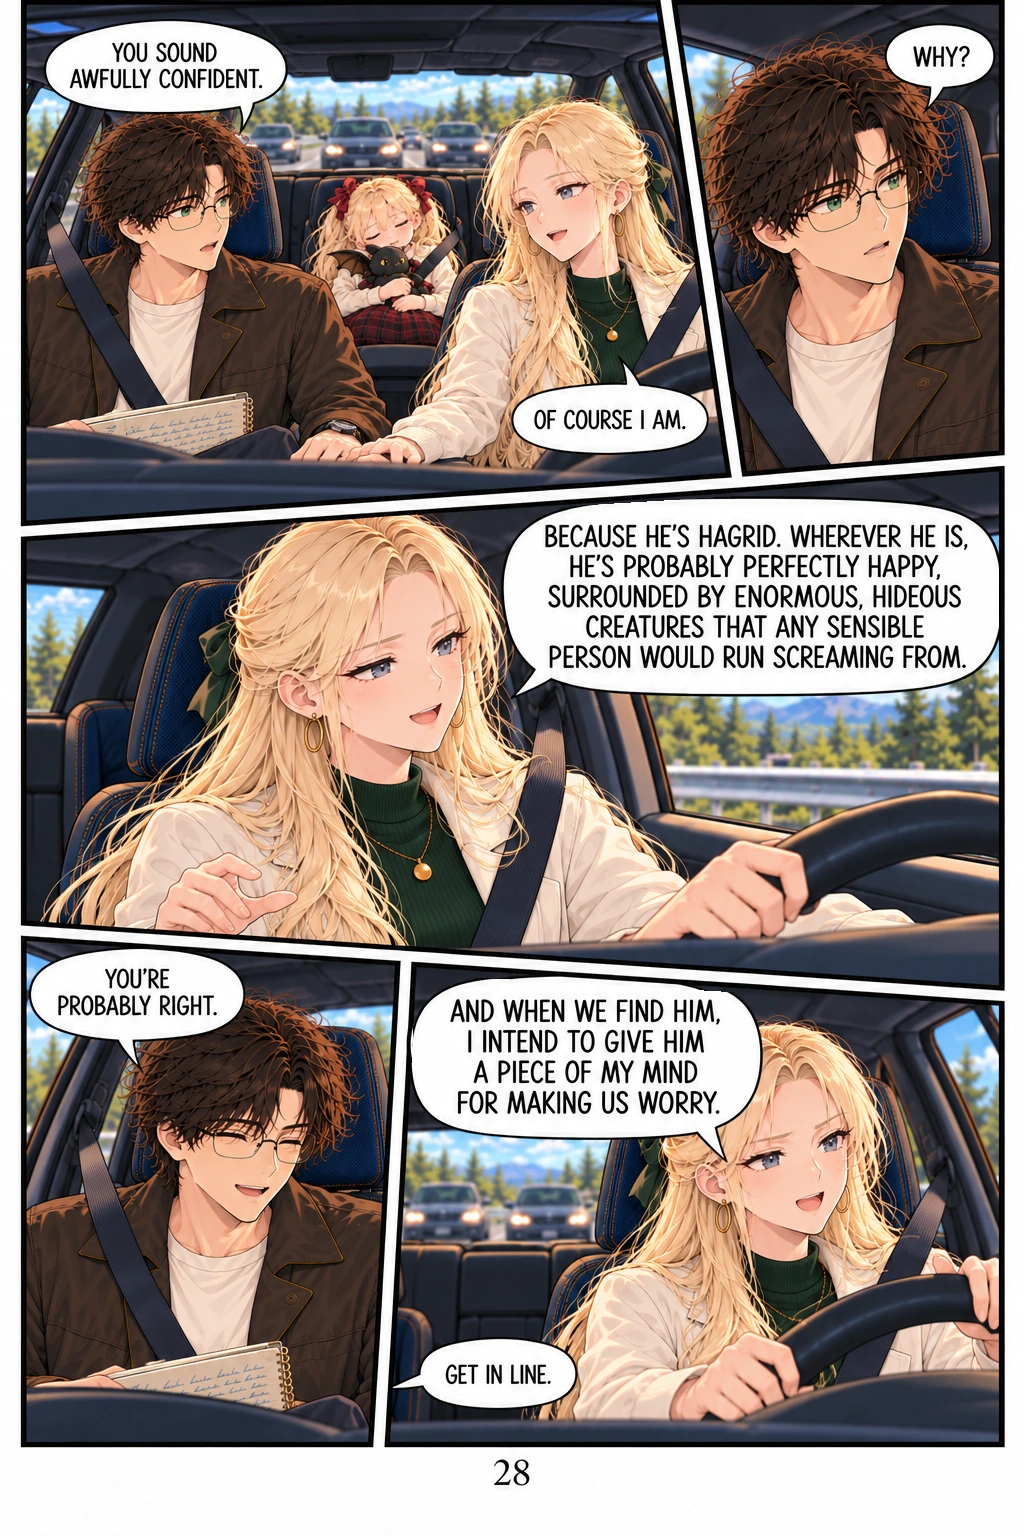 YOU SOUND
AWFULLY CONFIDENT.
OF COURSE I AM.
WHY?
BECAUSE HE'S HAGRID. WHEREVER HE IS,
HE'S PROBABLY PERFECTLY HAPPY,
SURROUNDED BY ENORMOUS, HIDEOUS
CREATURES THAT ANY SENSIBLE
PERSON WOULD RUN SCREAMING FROM.
YOU'RE
PROBABLY RIGHT.
AND WHEN WE FIND HIM,
I INTEND TO GIVE HIM
A PIECE OF MY MIND
FOR MAKING US WORRY.
GET IN LINE.
28